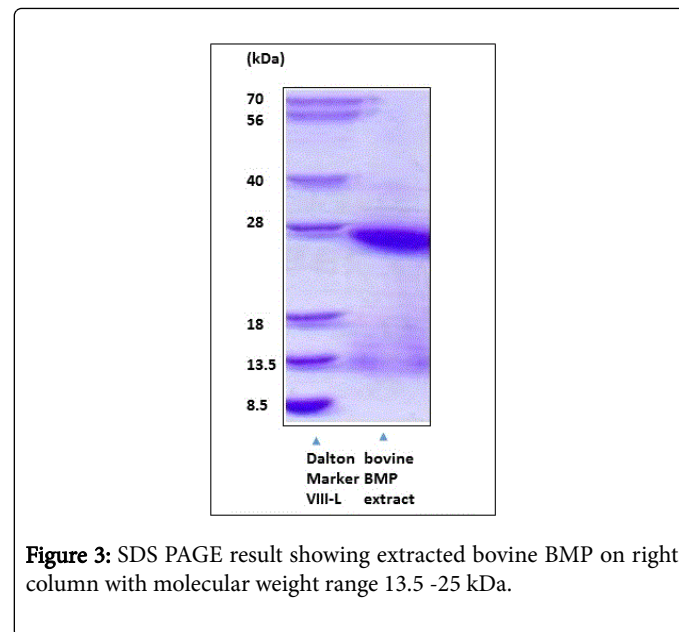 (kDa)
70
56
40
28
18
13.5
8.5
Dalton bovine
Marker BMP
VIII-L extract
Figure 3: SDS PAGE result showing extracted bovine BMP on right
column with molecular weight range 13.5 -25 kDa.